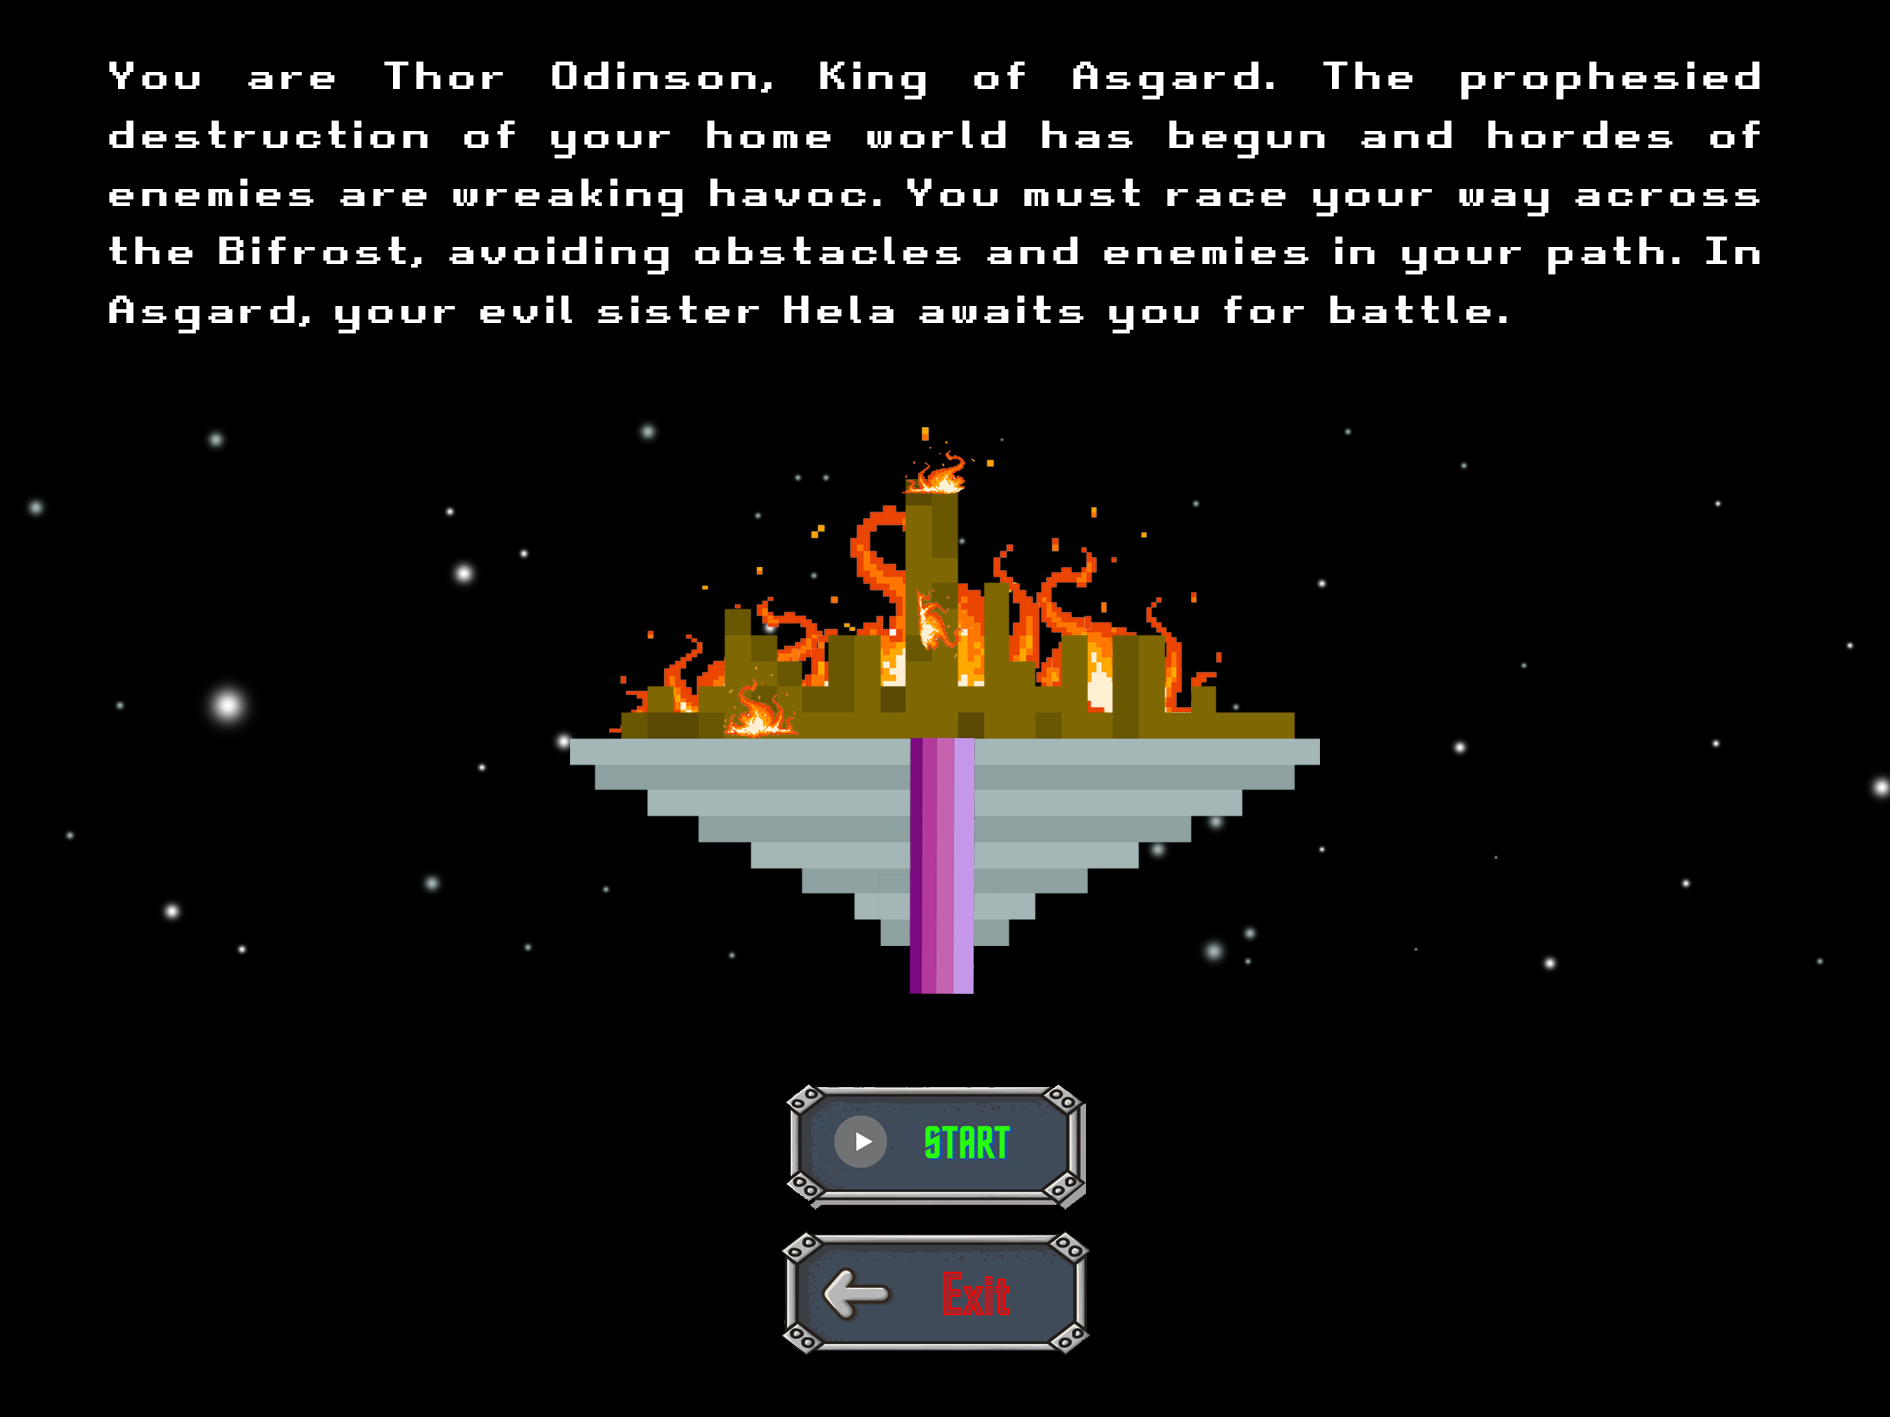 You are Thor Odinson, King of Asgard. The prophesied
destruction of your home world has begun and hordes of
enemies are wreaking havoc. You must race your way across
the Bifrost, avoiding obstacles and enemies in your path. In
Asgard, your evil sister Hela awaits you for battle.
START
Exit